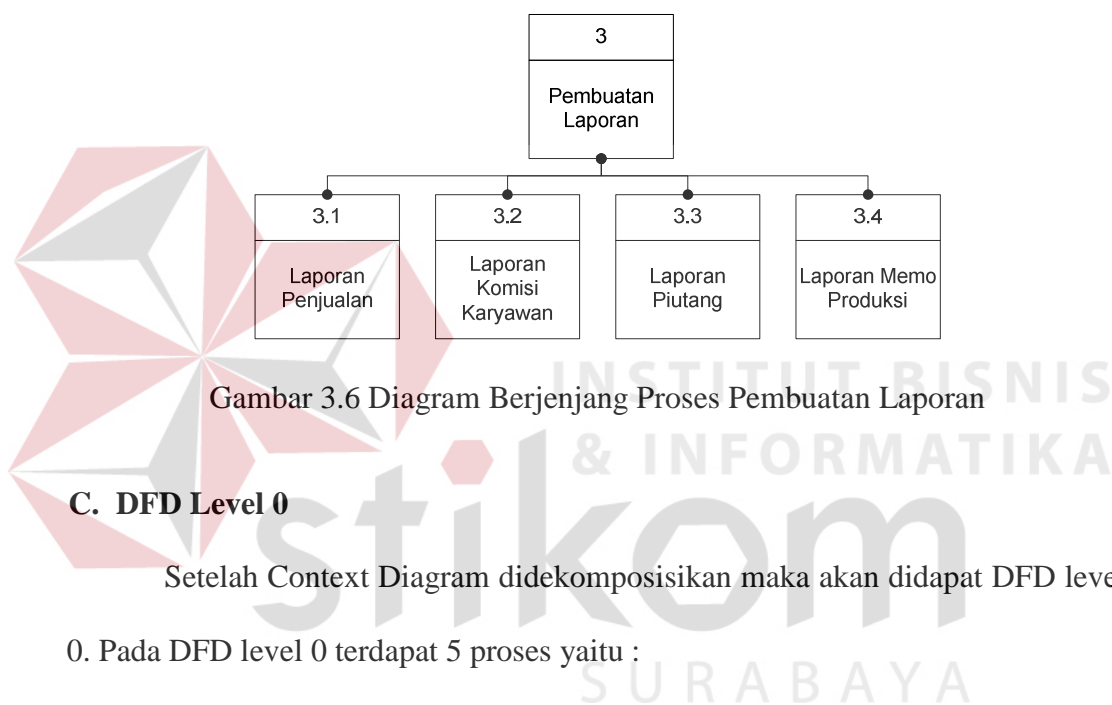 3
Pembuatan
Laporan
3.1
3.2
3.3
3.4
Laporan
Penjualan
Laporan
Komisi
Karyawan
Laporan
Piutang
Laporan Memo
Produksi
Gambar 3.6 Diagram Berjenjang Proses Pembuatan Laporan
C. DFD Level 0
Setelah Context Diagram didekomposisikan maka akan didapat DFD leve
0. Pada DFD level 0 terdapat 5 proses yaitu :
INSTITUT BISNIS
& INFORMATIKA
stikom
SURABAYA